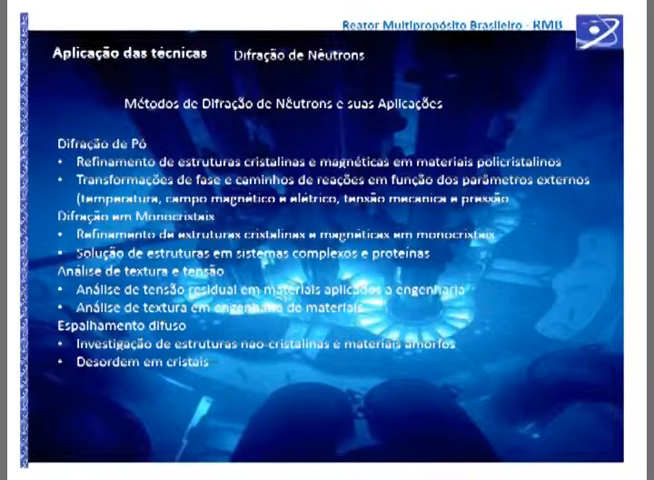 Reator Multipropósito Brasileiro - RMB
Aplicação das técnicas Difração de Nêutrons
Métodos de Difração de Nêutrons e suas Aplicações
Difração de Pó
• Refinamento de estruturas cristalinas e magnéticas em materiais policristalinos
• Transformações de fase e caminhos de reações em função dos parâmetros externos
(temperatura, campo magnético e elétrico, tensão mecanica e pressão
Difração em Monocristais
• Refinamento de estruturas cristalinas e magnéticas em monocristais
• Solução de estruturas em sistemas complexos e proteínas
Análise de textura e tensão
• Análise de tensão residual em materiais aplicados a engenharia
• Análise de textura em engenharia de materiais
Espalhamento difuso
• Investigação de estruturas não-cristalinas e materiais amorfos
• Desordem em cristais